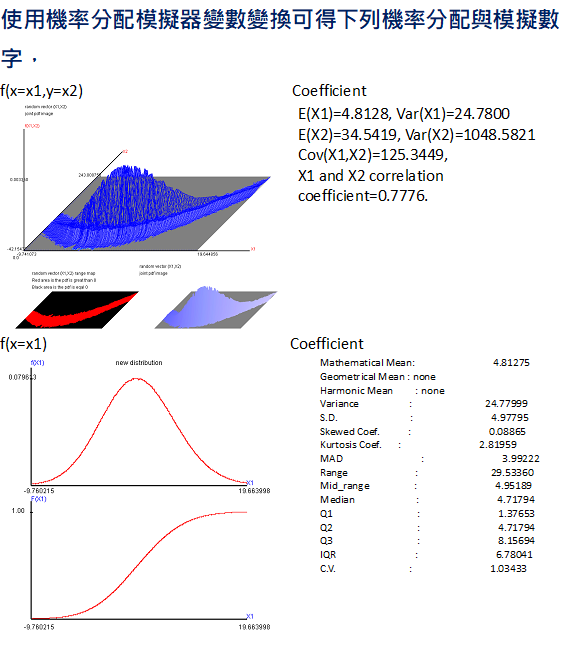 使用機率分配模擬器變數變換可得下列機率分配與模擬數
字，
f(x=x1,y=x2)
random vector (X1,X2)
joint pdf image
f(X1,X2)
X2
243.008751
0.003348
-9.741073
0.0
19.644856
X1
random vector (X1,X2) range map
Red area is the pdf is great than 0
Black area is the pdf is equal 0
random vector (X1,X2)
joint pdf image
Coefficient
E(X1)=4.8128, Var(X1)=24.7800
E(X2)=34.5419, Var(X2)=1048.5821
Cov(X1,X2)=125.3449,
X1 and X2 correlation
coefficient=0.7776.
f(x=x1)
f(X1)
new distribution
X1
-9.760215
19.663998
F(X1)
1.00
X1
-9.760215
19.663998
Coefficient
Mathematical Mean: 4.81275
Geometrical Mean : none
Harmonic Mean : none
Variance : 24.77999
S.D. : 4.97795
Skewed Coef. : 0.08865
Kurtosis Coef. : 2.81959
MAD : 3.99222
Range : 29.53360
Mid_range : 4.95189
Median : 4.71794
Q1 : 1.37653
Q2 : 4.71794
Q3 : 8.15694
IQR : 6.78041
C.V. : 1.03433